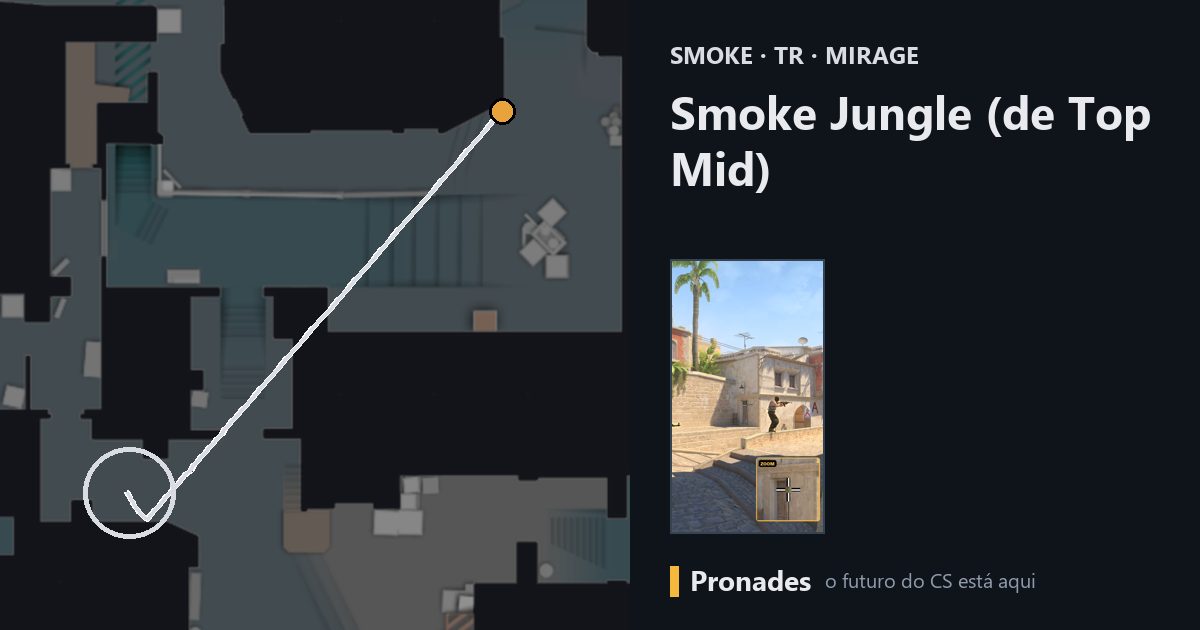 SMOKE · TR · MIRAGE
Smoke Jungle (de Top
Mid)
A
ZOOM
Pronades o futuro do CS está aqui